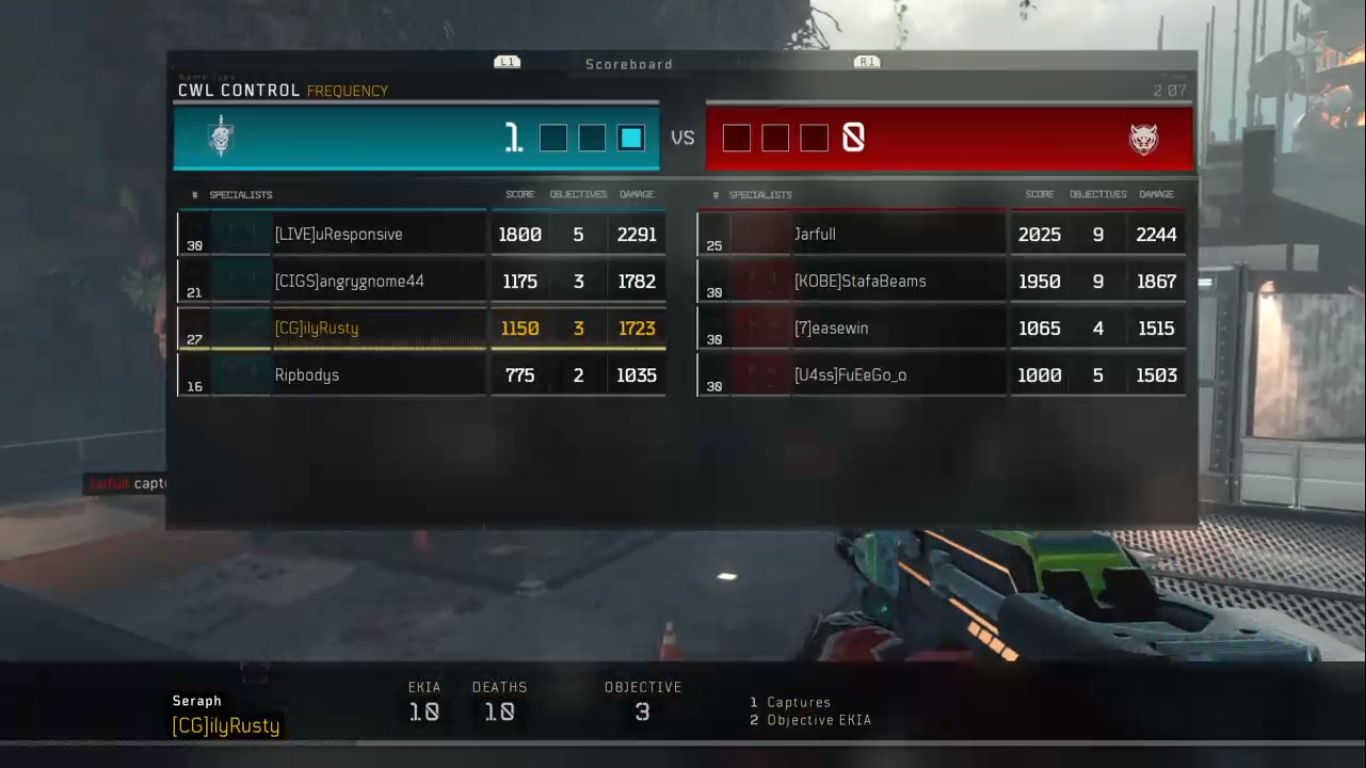 L1 Scoreboard R1
Game Type
CWL CONTROL FREQUENCY 2 07
1 VS 0
# SPECIALISTS SCORE OBJECTIVES DAMAGE # SPECIALISTS SCORE OBJECTIVES DAMAGE
30 [LIVE]uResponsive 1800 5 2291 25 Jarfull 2025 9 2244
21 [CIGS]angrygnome44 1175 3 1782 30 [KOBE]StafaBeams 1950 9 1867
27 [CG]ilyRusty 1150 3 1723 30 [7]easewin 1065 4 1515
16 Ripbodys 775 2 1035 30 [U4ss]FuEeGo_o 1000 5 1503
Jarfull capt
EKIA DEATHS OBJECTIVE
Seraph 10 10 3 1 Captures
[CG]ilyRusty 2 Objective EKIA